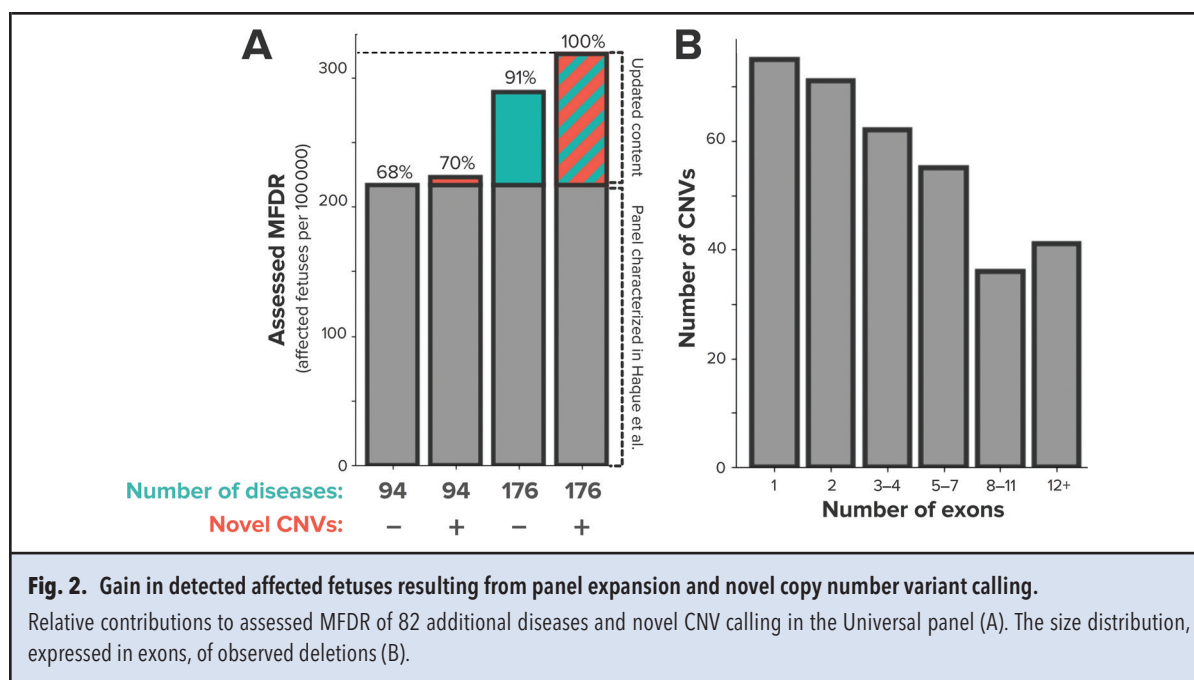 A
Assessed MFDR
(affected fetuses per 100 000)
300
200
100
0
68%
70%
91%
100%
Updated content
Panel characterized in Haque et al.
Number of diseases: 94 94 176 176
Novel CNVs: – + – +
B
Number of CNVs
60
40
20
0
1 2 3–4 5–7 8–11 12+
Number of exons
Fig. 2. Gain in detected affected fetuses resulting from panel expansion and novel copy number variant calling.
Relative contributions to assessed MFDR of 82 additional diseases and novel CNV calling in the Universal panel (A). The size distribution,
expressed in exons, of observed deletions (B).